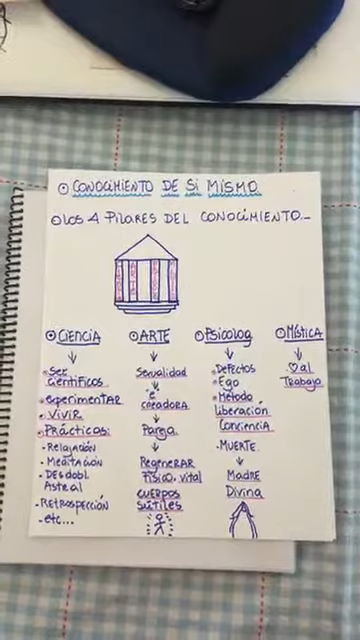 CONOCIMIENTO DE SÍ MISMO
LOS 4 PILARES DEL CONOCIMIENTO...
CIENCIA
SER
CIENTÍFICOS
EXPERIMENTAR
VIVIR
PRÁCTICAS:
- RELAJACIÓN
- MEDITACIÓN
- DESDOBL
ASTRAL
- RETROSPECCIÓN
- etc...
ARTE
Sexualidad
CREADORA
Pareja
Regenerar
Físico. vital
CUERPOS
SÚTILES
Psicolog
DEFECTOS
Ego
Método
liberación
Conciencia
MUERTE
MADRE
Divina
MÍSTICA
♡ al
Trabajo